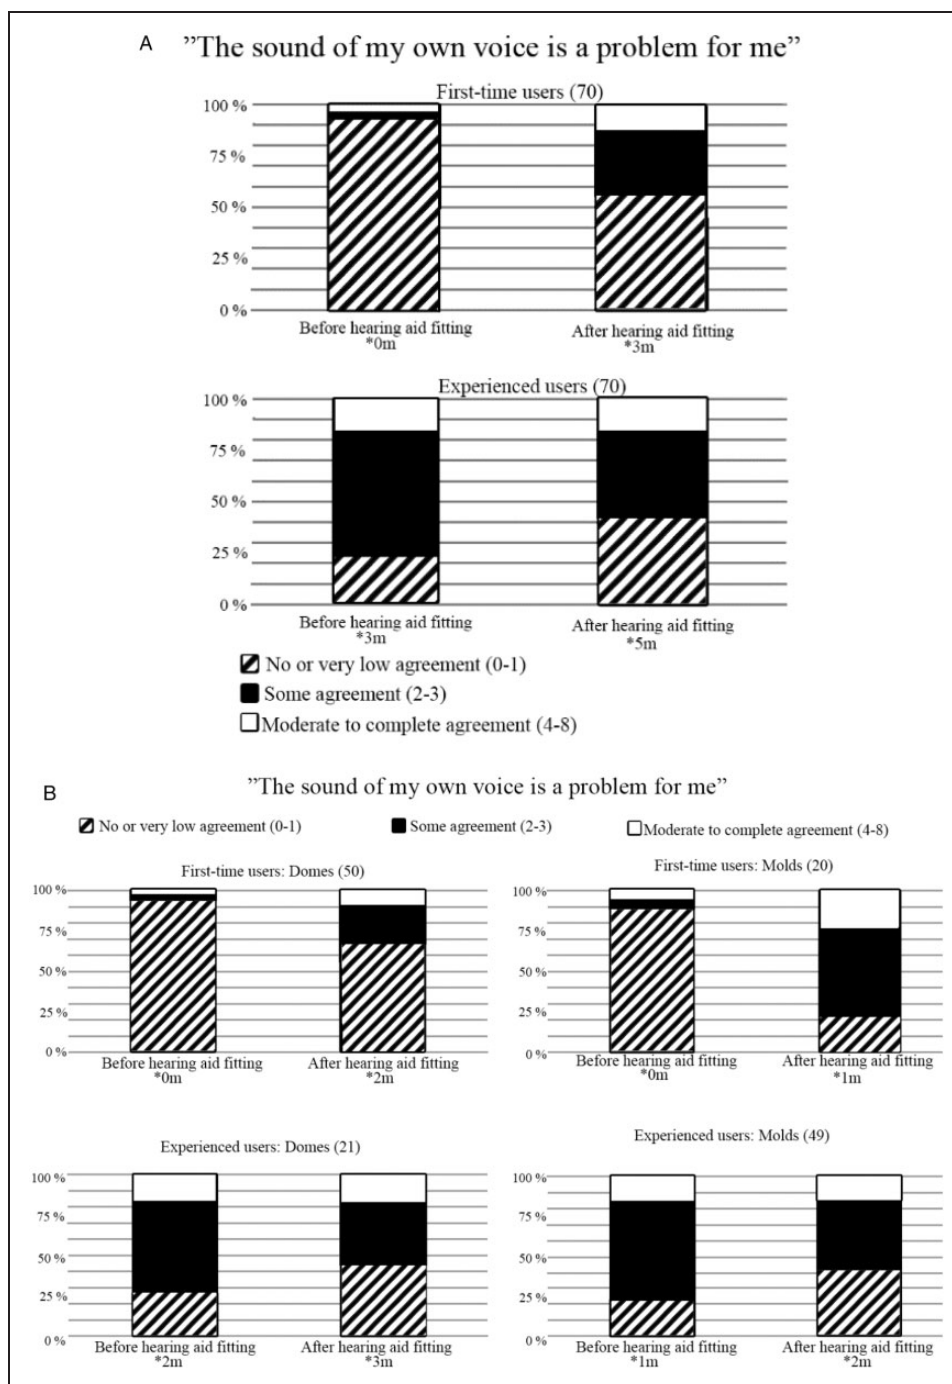 A
”The sound of my own voice is a problem for me”
First-time users (70)
100 %
75 %
50 %
25 %
0 %
Before hearing aid fitting
*0m
After hearing aid fitting
*3m
Experienced users (70)
100 %
75 %
50 %
25 %
0 %
Before hearing aid fitting
*3m
After hearing aid fitting
*5m
No or very low agreement (0-1)
Some agreement (2-3)
Moderate to complete agreement (4-8)
B
”The sound of my own voice is a problem for me”
No or very low agreement (0-1)
Some agreement (2-3)
Moderate to complete agreement (4-8)
First-time users: Domes (50)
100 %
75 %
50 %
25 %
0 %
Before hearing aid fitting
*0m
After hearing aid fitting
*2m
First-time users: Molds (20)
100 %
75 %
50 %
25 %
0 %
Before hearing aid fitting
*0m
After hearing aid fitting
*1m
Experienced users: Domes (21)
100 %
75 %
50 %
25 %
0 %
Before hearing aid fitting
*2m
After hearing aid fitting
*3m
Experienced users: Molds (49)
100 %
75 %
50 %
25 %
0 %
Before hearing aid fitting
*1m
After hearing aid fitting
*2m